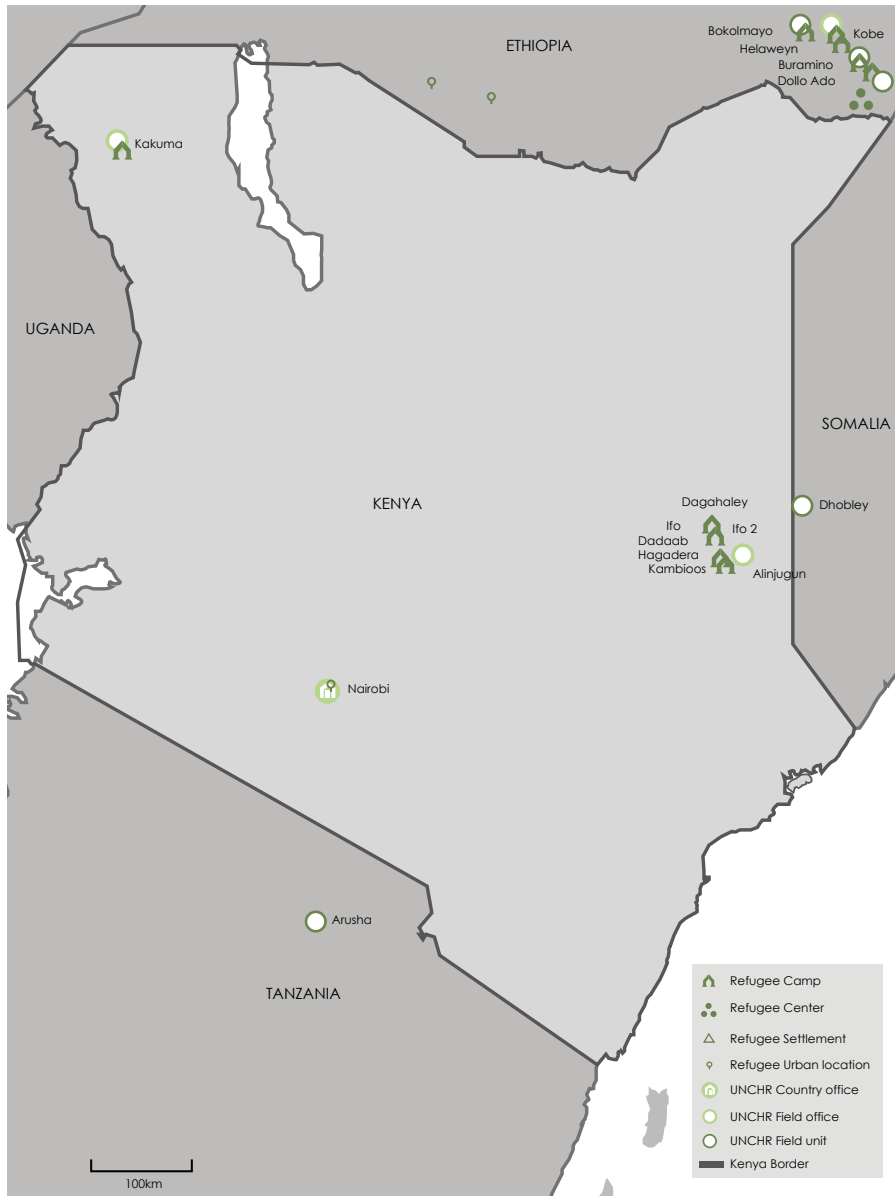 ETHIOPIA
Bokolmayo
Kobe
Helaweyn
Buramino
Dollo Ado
Kakuma
UGANDA
SOMALIA
KENYA
Dagahaley
Dhobley
Ifo
Ifo 2
Dadaab
Hagadera
Kambioos
Alinjugun
Nairobi
Arusha
TANZANIA
Refugee Camp
Refugee Center
Refugee Settlement
Refugee Urban location
UNCHR Country office
UNCHR Field office
UNCHR Field unit
Kenya Border
100km